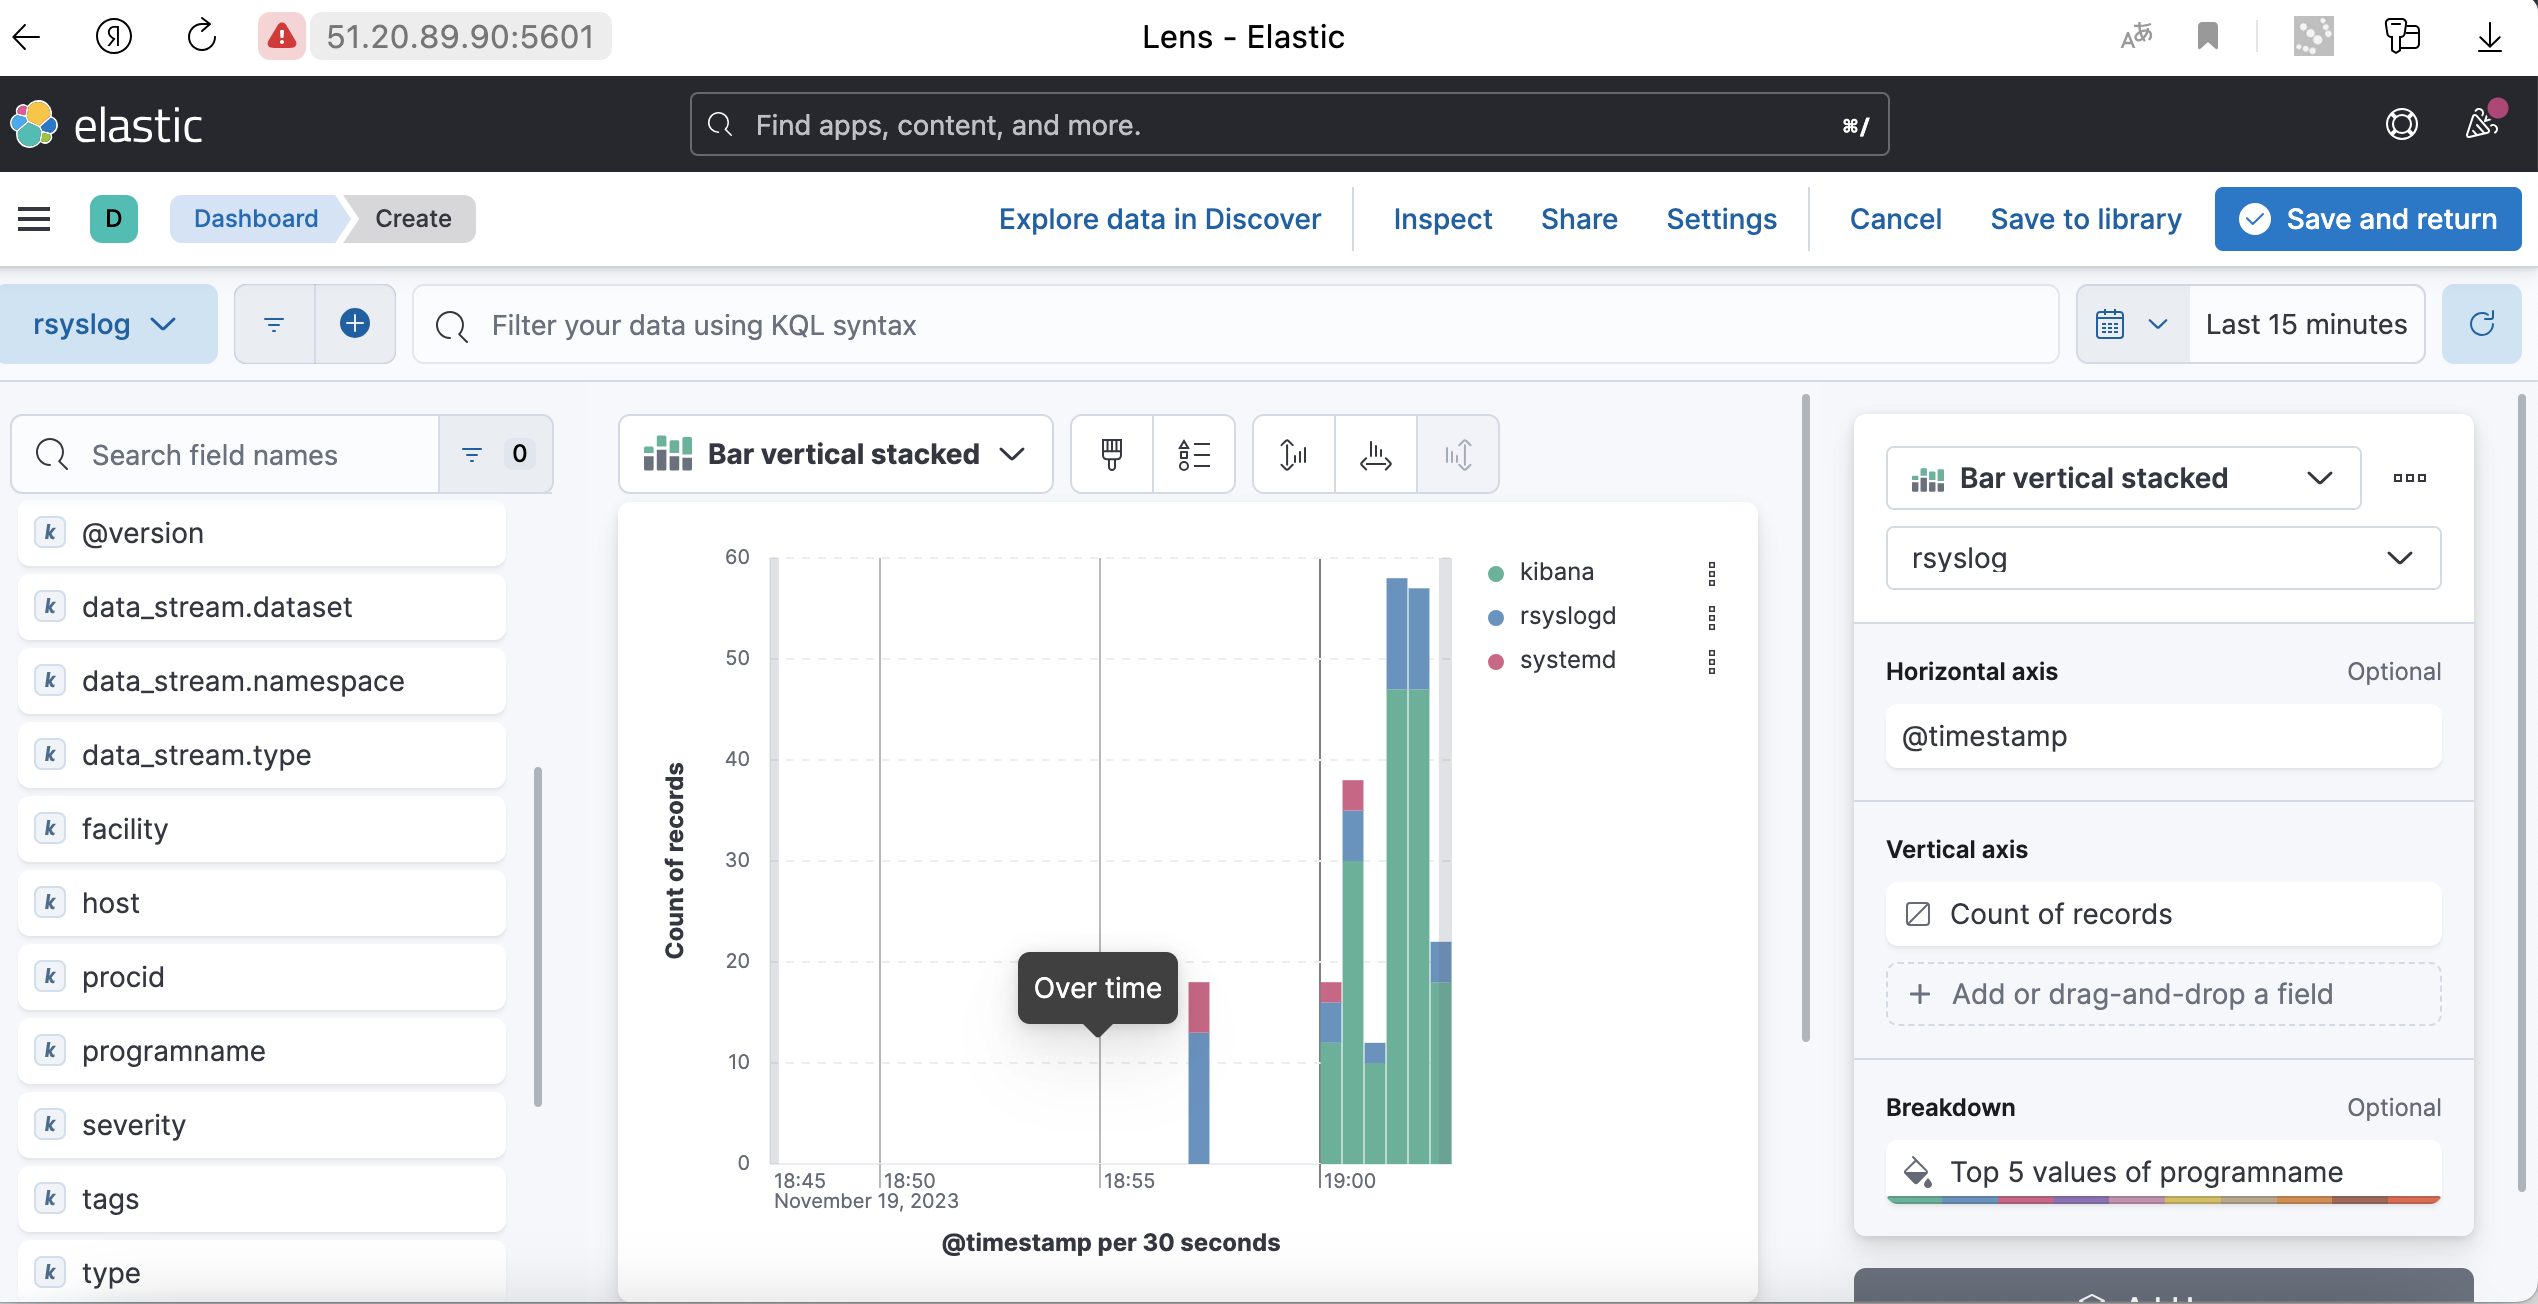 51.20.89.90:5601
Lens - Elastic
elastic
Find apps, content, and more.
⌘/
D
Dashboard
Create
Explore data in Discover
Inspect
Share
Settings
Cancel
Save to library
Save and return
rsyslog
Filter your data using KQL syntax
Last 15 minutes
Search field names
0
k @version
k data_stream.dataset
k data_stream.namespace
k data_stream.type
k facility
k host
k procid
k programname
k severity
k tags
k type
Bar vertical stacked
60
50
40
30
20
10
0
Count of records
Over time
18:45
18:50
18:55
19:00
November 19, 2023
@timestamp per 30 seconds
kibana
rsyslogd
systemd
Bar vertical stacked
rsyslog
Horizontal axis
Optional
@timestamp
Vertical axis
Count of records
Add or drag-and-drop a field
Breakdown
Optional
Top 5 values of programname